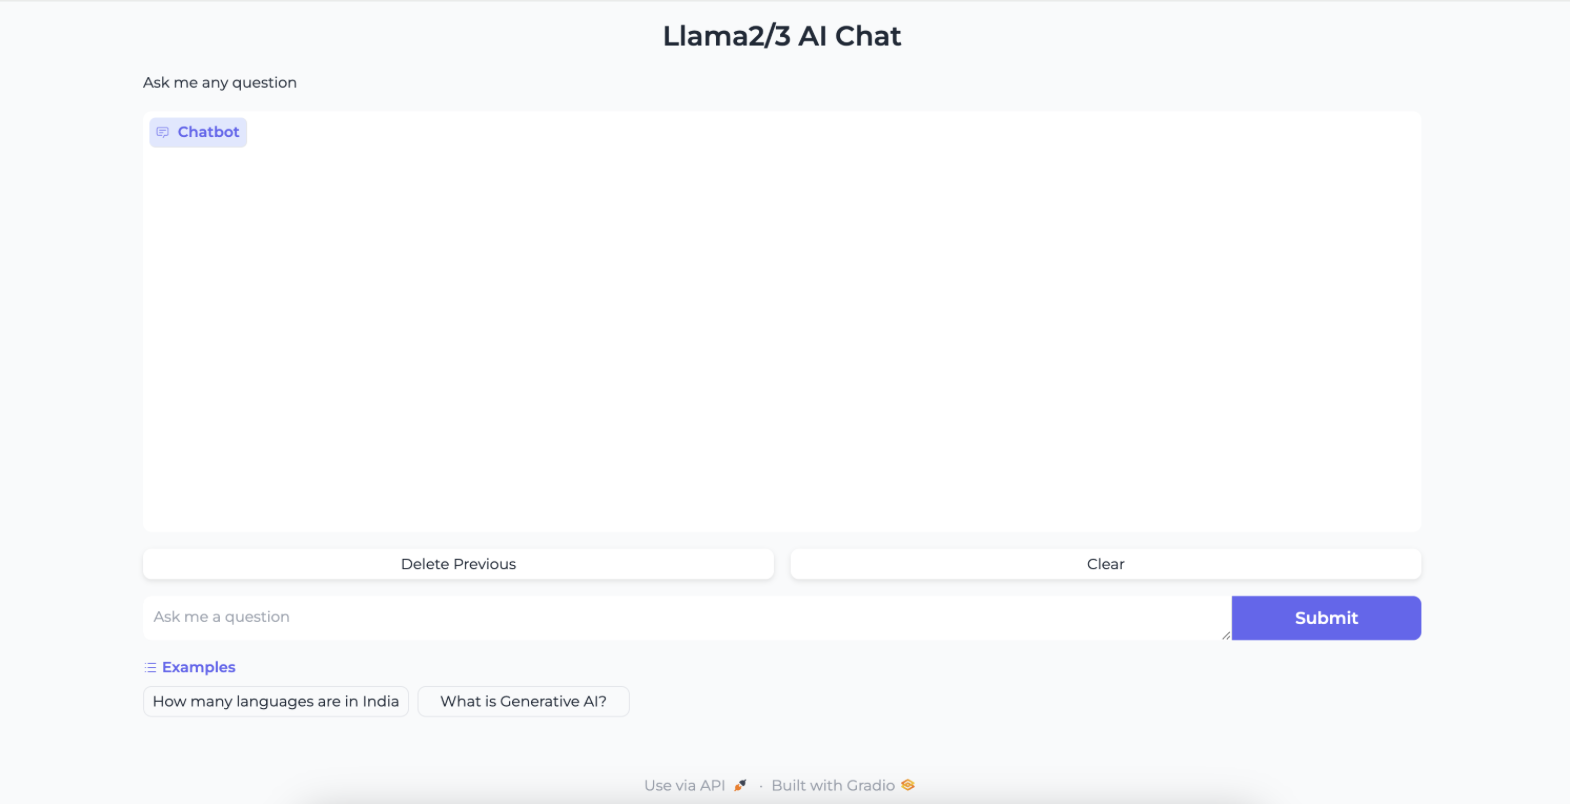 Llama2/3 AI Chat
Ask me any question
Chatbot
Delete Previous
Clear
Ask me a question
Submit
Examples
How many languages are in India
What is Generative AI?
Use via API · Built with Gradio